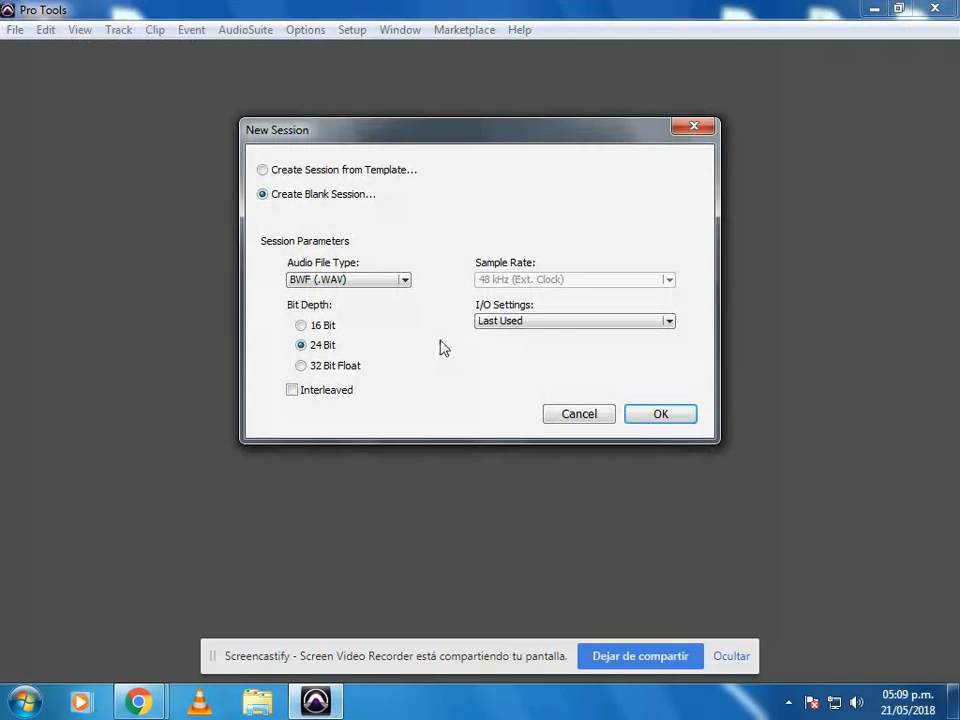 Pro Tools
File Edit View Track Clip Event AudioSuite Options Setup Window Marketplace Help
New Session
Create Session from Template...
Create Blank Session...
Session Parameters
Audio File Type:
Sample Rate:
BWF (.WAV)
48 kHz (Ext. Clock)
Bit Depth:
I/O Settings:
16 Bit
Last Used
24 Bit
32 Bit Float
Interleaved
Cancel
OK
Screencastify - Screen Video Recorder está compartiendo tu pantalla.
Dejar de compartir
Ocultar
05:09 p.m.
21/05/2018